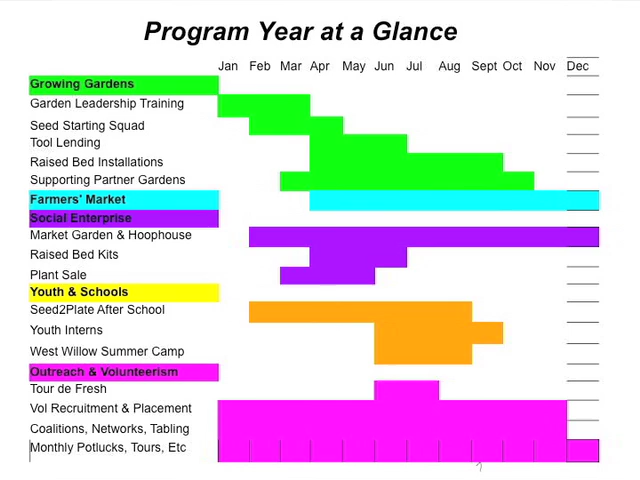 Program Year at a Glance
Jan Feb Mar Apr May Jun Jul Aug Sept Oct Nov Dec
Growing Gardens
Garden Leadership Training
Seed Starting Squad
Tool Lending
Raised Bed Installations
Supporting Partner Gardens
Farmers' Market
Social Enterprise
Market Garden & Hoophouse
Raised Bed Kits
Plant Sale
Youth & Schools
Seed2Plate After School
Youth Interns
West Willow Summer Camp
Outreach & Volunteerism
Tour de Fresh
Vol Recruitment & Placement
Coalitions, Networks, Tabling
Monthly Potlucks, Tours, Etc